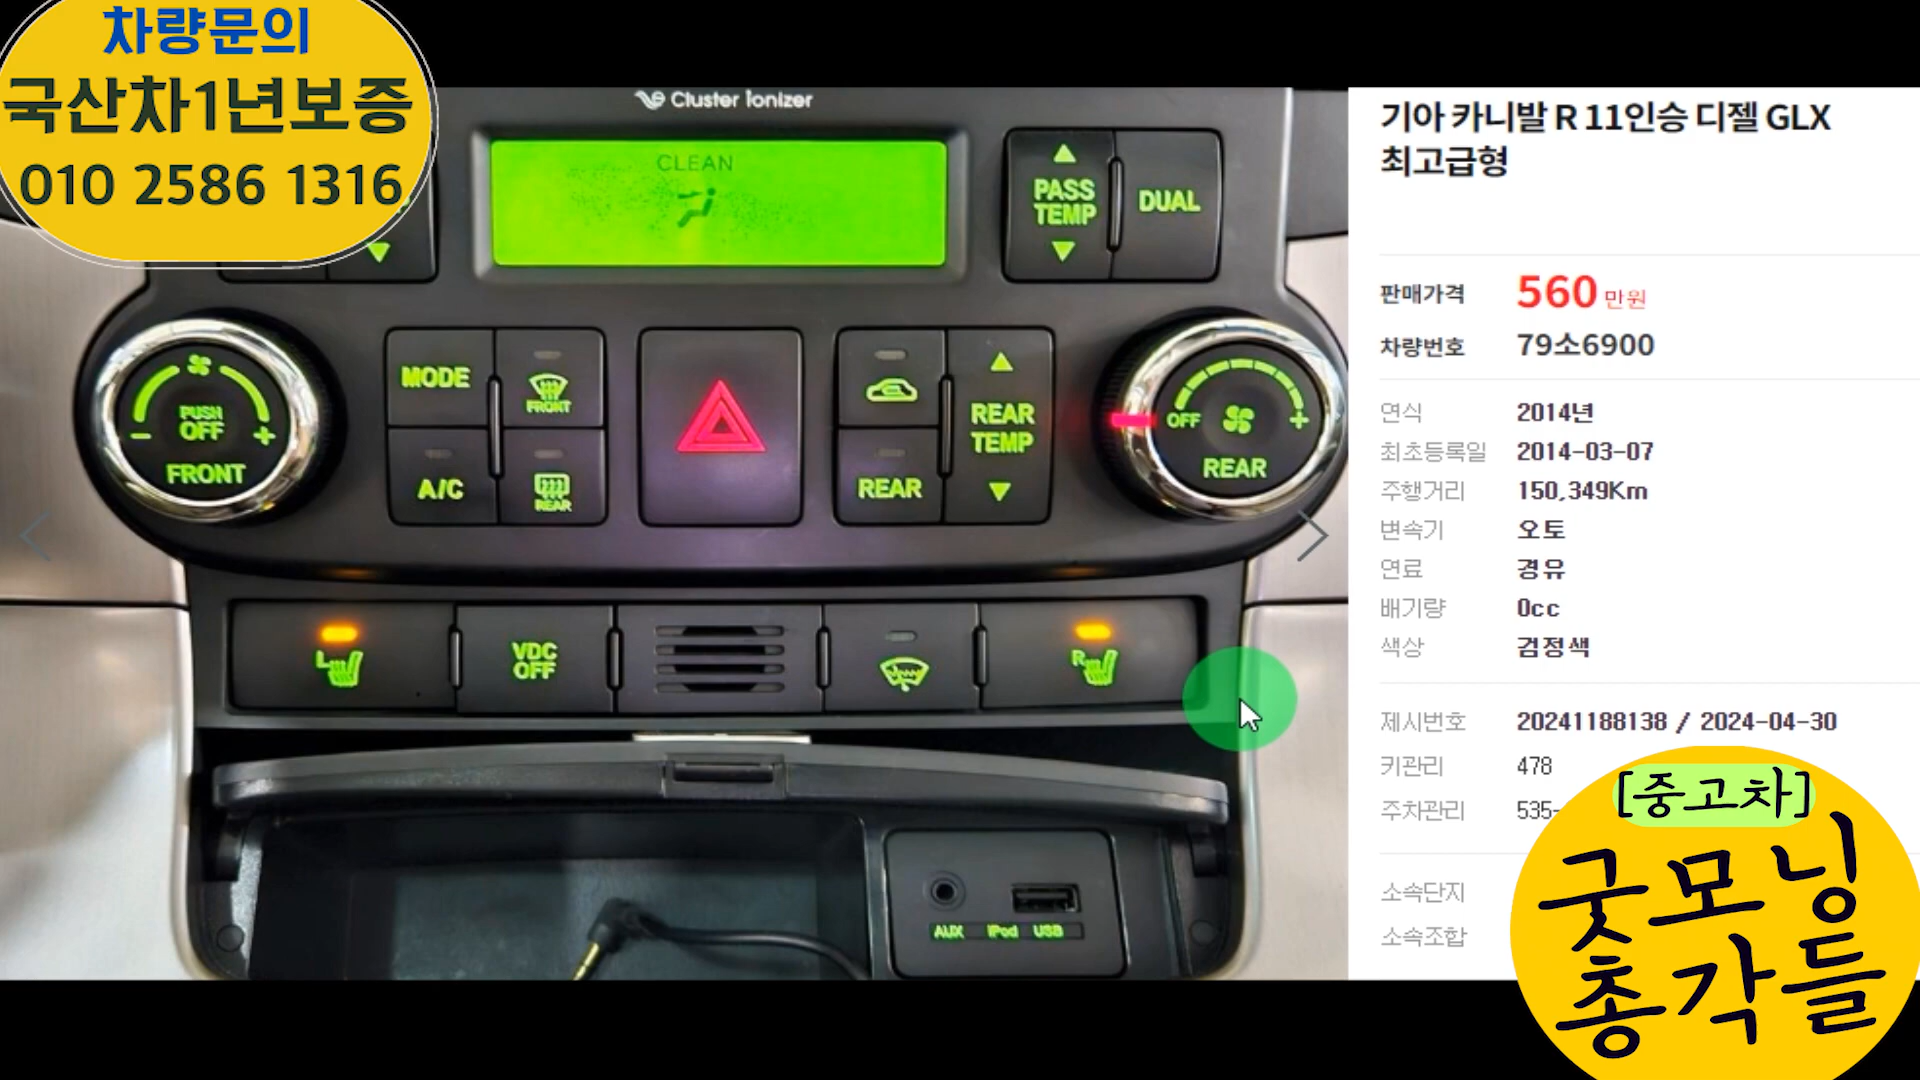 차량문의
국산차1년보증
010 2586 1316
Cluster ionizer
CLEAN
PASS
TEMP
DUAL
PUSH
OFF
FRONT
MODE
FRONT
A/C
REAR
REAR
TEMP
REAR
OFF
REAR
L
VDC
OFF
R
AUX iPod USB
기아 카니발 R 11인승 디젤 GLX
최고급형
판매가격 560 만원
차량번호 79소6900
연식 2014년
최초등록일 2014-03-07
주행거리 150,349Km
변속기 오토
연료 경유
배기량 0cc
색상 검정색
제시번호 20241188138 / 2024-04-30
키관리 478
주차관리 535-
소속단지
소속조합
[중고차]
굿모닝
총각들